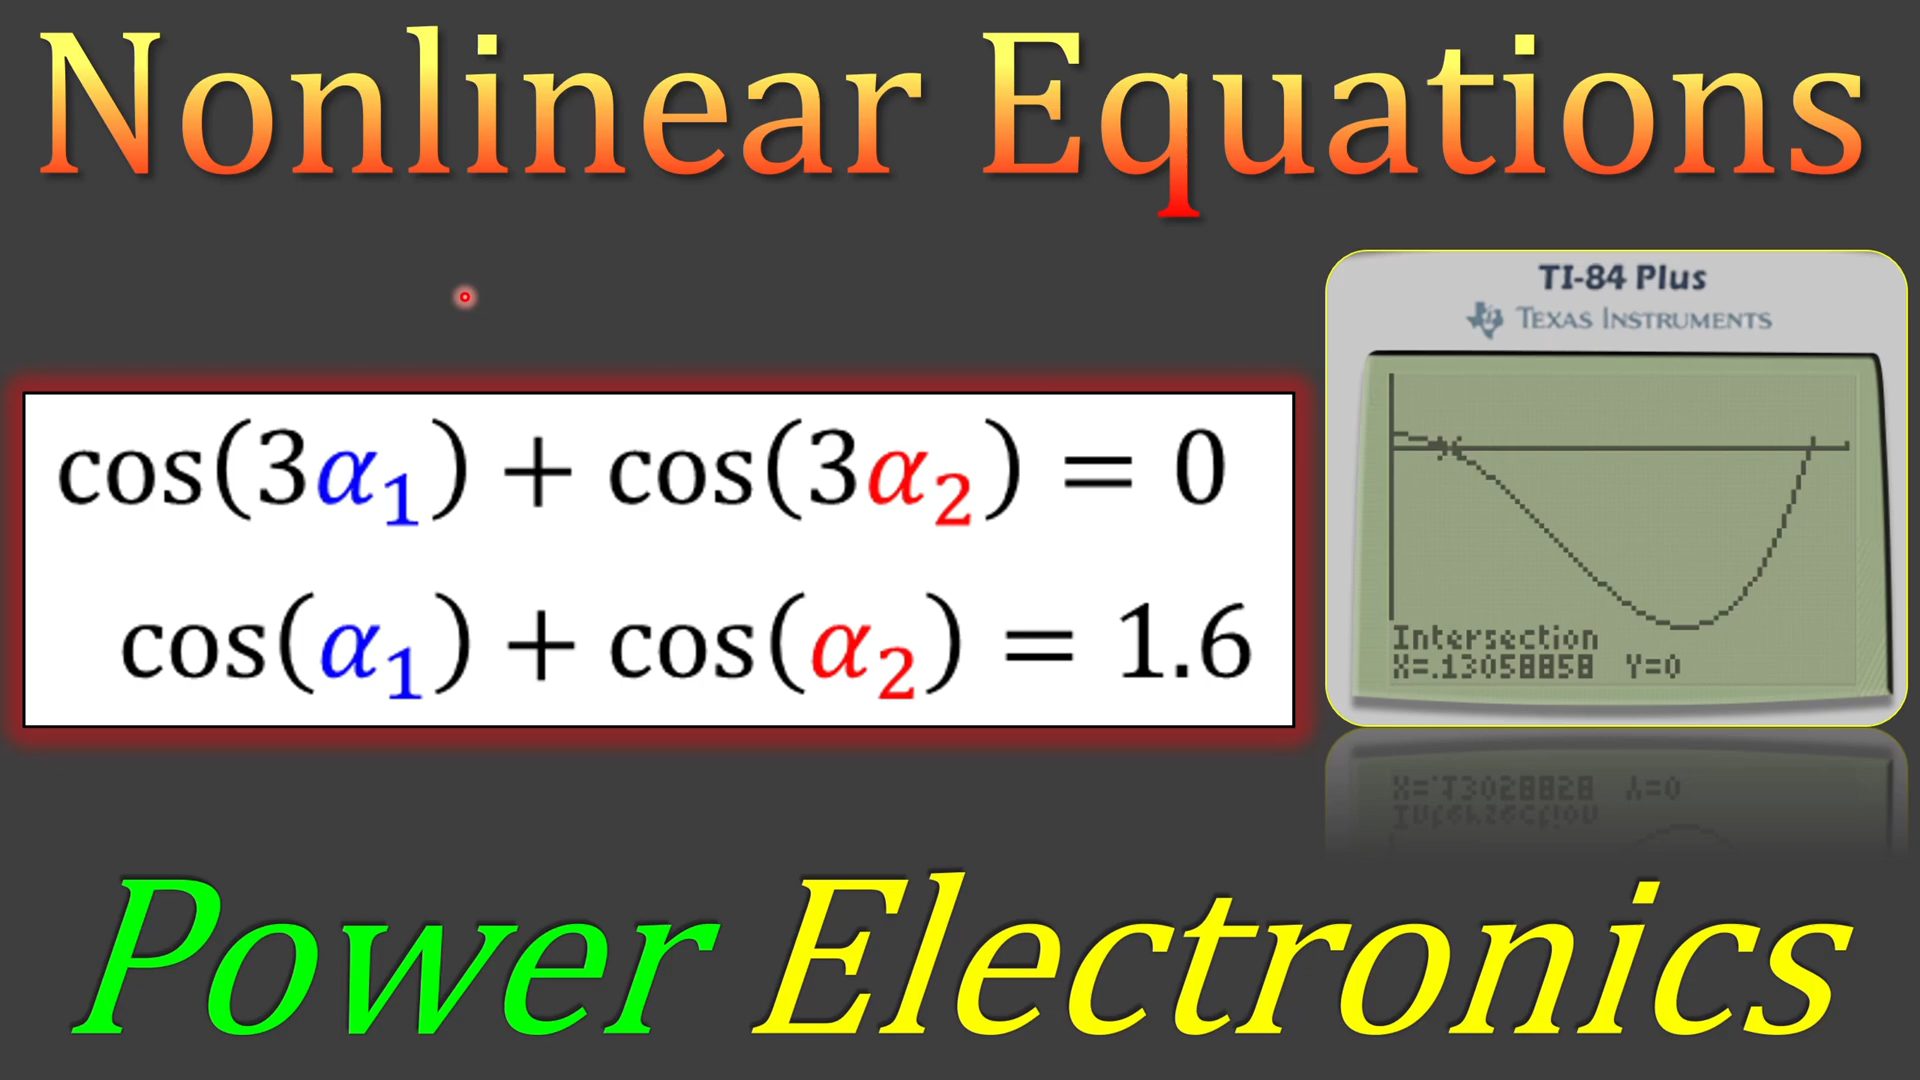 Nonlinear Equations
TI-84 Plus
TEXAS INSTRUMENTS
cos(3α₁) + cos(3α₂) = 0
cos(α₁) + cos(α₂) = 1.6
Intersection
X=.13058858 Y=0
Power Electronics